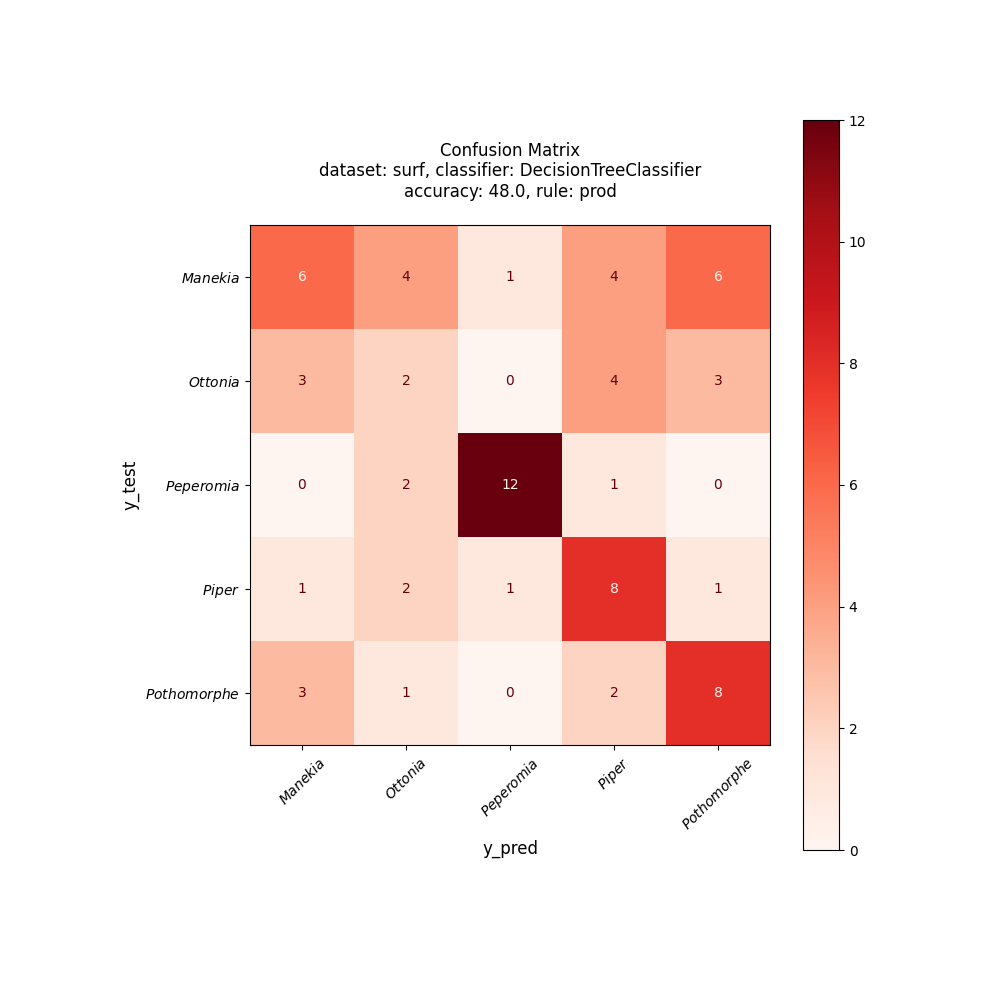 Confusion Matrix
dataset: surf, classifier: DecisionTreeClassifier
accuracy: 48.0, rule: prod
y_test
Manekia 6 4 1 4 6
Ottonia 3 2 0 4 3
Peperomia 0 2 12 1 0
Piper 1 2 1 8 1
Pothomorphe 3 1 0 2 8
Manekia Ottonia Peperomia Piper Pothomorphe
y_pred
12
10
8
6
4
2
0